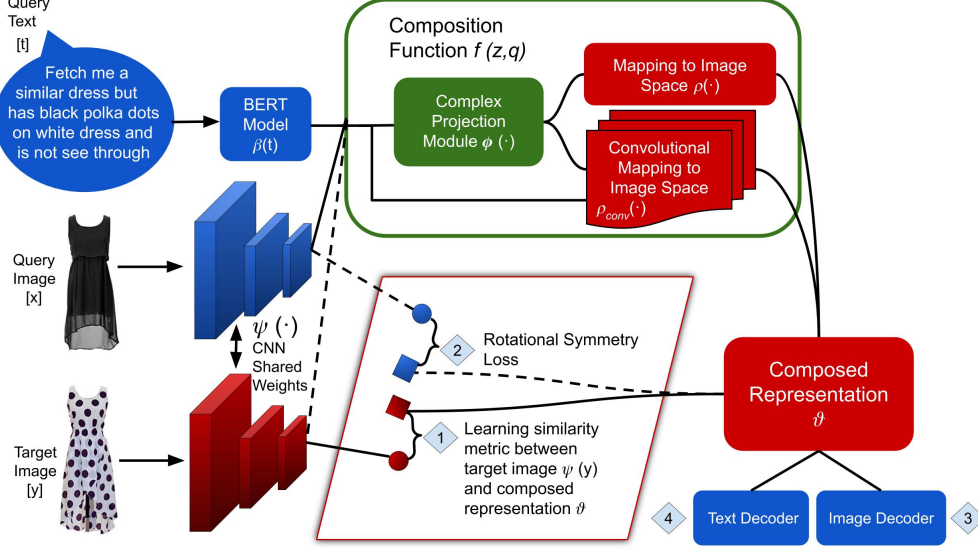 Query
Text
[t]
Fetch me a
similar dress but
has black polka dots
on white dress and
is not see through
BERT
Model
β(t)
Composition
Function f (z,q)
Complex
Projection
Module ϕ (·)
Mapping to Image
Space ρ(·)
Convolutional
Mapping to
Image Space
ρconv(·)
Query
Image
[x]
ψ (·)
CNN
Shared
Weights
Target
Image
[y]
2
Rotational Symmetry
Loss
1
Learning similarity
metric between
target image ψ (y)
and composed
representation ϑ
Composed
Representation
ϑ
4
Text Decoder
Image Decoder
3